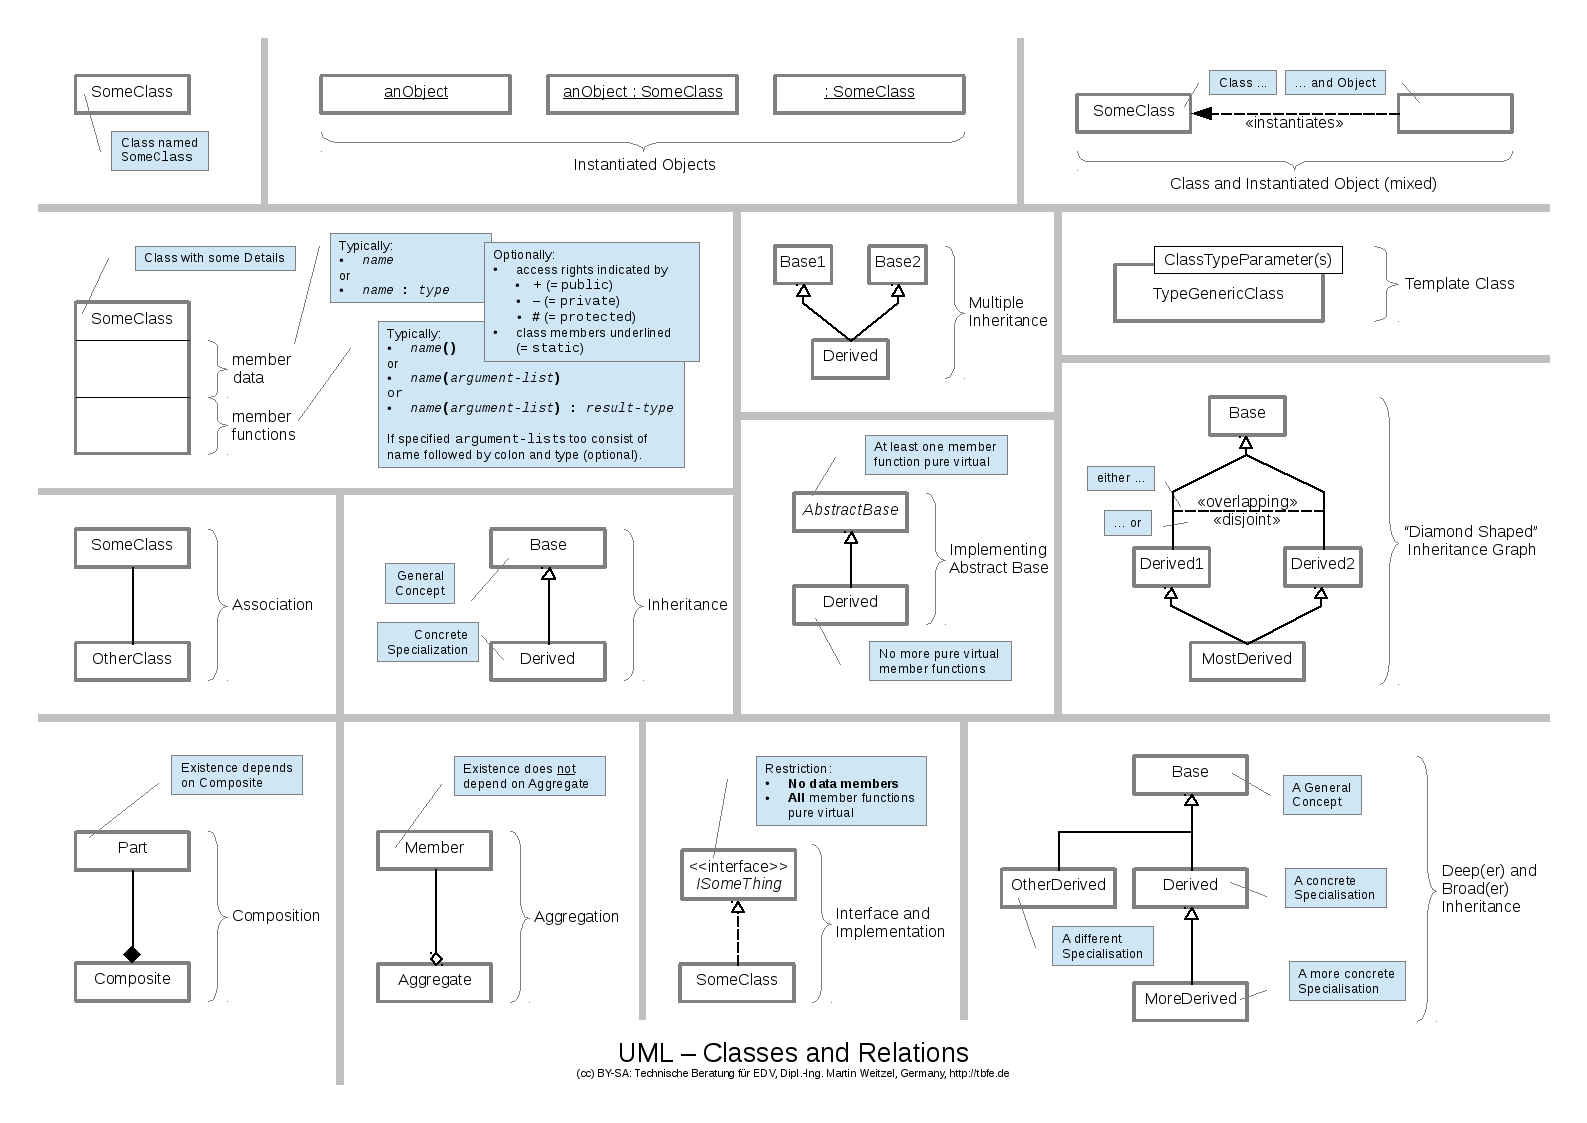 SomeClass
Class named
SomeClass
anObject
anObject : SomeClass
: SomeClass
Instantiated Objects
Class ...
... and Object
SomeClass
«instantiates»
Class and Instantiated Object (mixed)
Class with some Details
SomeClass
member
data
member
functions
Typically:
• name
or
• name : type
Optionally:
• access rights indicated by
• + (= public)
• – (= private)
• # (= protected)
• class members underlined
(= static)
Typically:
• name()
or
• name(argument-list)
or
• name(argument-list) : result-type
If specified argument-lists too consist of
name followed by colon and type (optional).
Base1
Base2
Derived
Multiple
Inheritance
ClassTypeParameter(s)
TypeGenericClass
Template Class
At least one member
function pure virtual
AbstractBase
Derived
Implementing
Abstract Base
No more pure virtual
member functions
Base
either ...
«overlapping»
... or
«disjoint»
Derived1
Derived2
MostDerived
“Diamond Shaped”
Inheritance Graph
SomeClass
OtherClass
Association
Base
General
Concept
Concrete
Specialization
Derived
Inheritance
Existence depends
on Composite
Part
Composite
Composition
Existence does not
depend on Aggregate
Member
Aggregate
Aggregation
Restriction:
• No data members
• All member functions
pure virtual
<<interface>>
ISomeThing
SomeClass
Interface and
Implementation
Base
A General
Concept
OtherDerived
Derived
A concrete
Specialisation
A different
Specialisation
A more concrete
Specialisation
MoreDerived
Deep(er) and
Broad(er)
Inheritance
UML – Classes and Relations
(cc) BY-SA: Technische Beratung für EDV, Dipl.-Ing. Martin Weitzel, Germany, http://tbfe.de